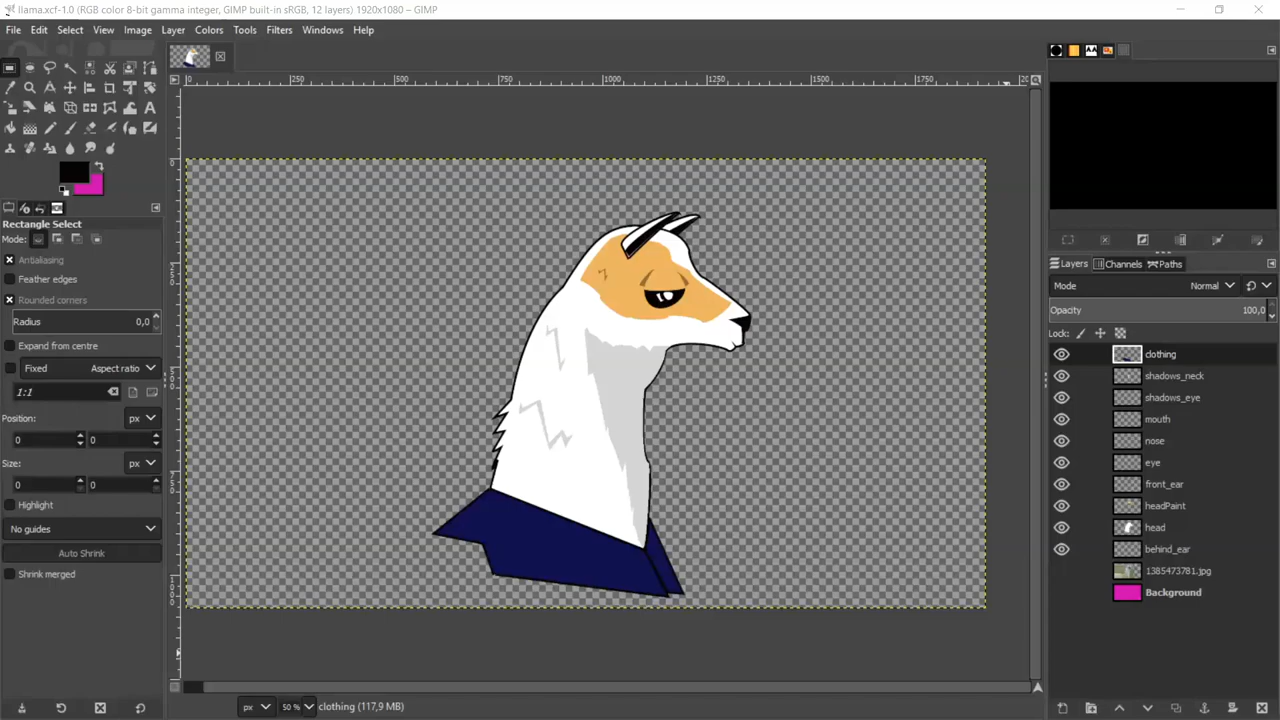 llama.xcf-1.0 (RGB color 8-bit gamma integer, GIMP built-in sRGB, 12 layers) 1920x1080 – GIMP
File Edit Select View Image Layer Colors Tools Filters Windows Help
0 250 500 750 1000 1250 1500 1750
Rectangle Select
Mode:
Antialiasing
Feather edges
Rounded corners
Radius 0,0
Expand from centre
Fixed Aspect ratio
1:1
Position: px
0 0
Size: px
0 0
Highlight
No guides
Auto Shrink
Shrink merged
px 50 % clothing (117,9 MB)
Layers Channels Paths
Mode Normal
Opacity 100,0
Lock:
clothing
shadows_neck
shadows_eye
mouth
nose
eye
front_ear
headPaint
head
behind_ear
1385473781.jpg
Background